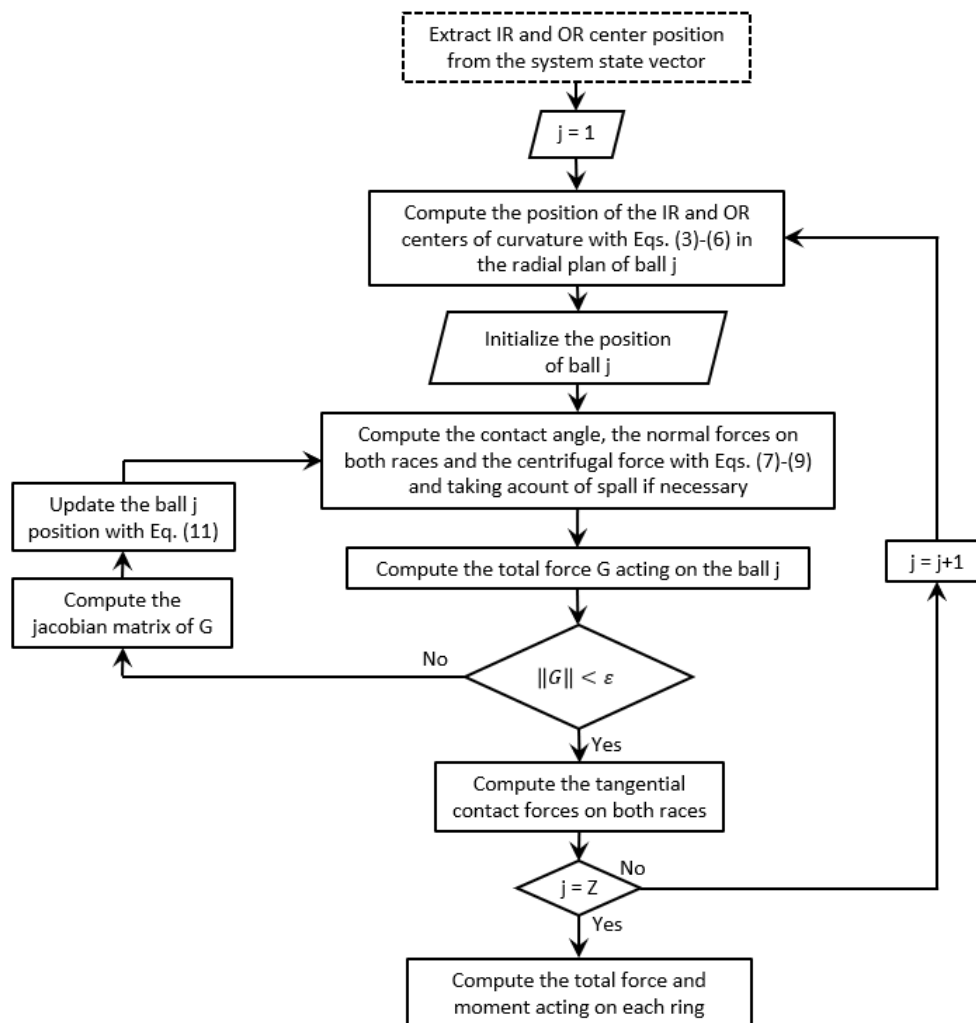 Extract IR and OR center position
from the system state vector
j = 1
Compute the position of the IR and OR
centers of curvature with Eqs. (3)-(6) in
the radial plan of ball j
Initialize the position
of ball j
Compute the contact angle, the normal forces on
both races and the centrifugal force with Eqs. (7)-(9)
and taking acount of spall if necessary
Update the ball j
position with Eq. (11)
Compute the total force G acting on the ball j
j = j+1
Compute the
jacobian matrix of G
No
‖G‖ < ε
Yes
Compute the tangential
contact forces on both races
No
j = Z
Yes
Compute the total force and
moment acting on each ring